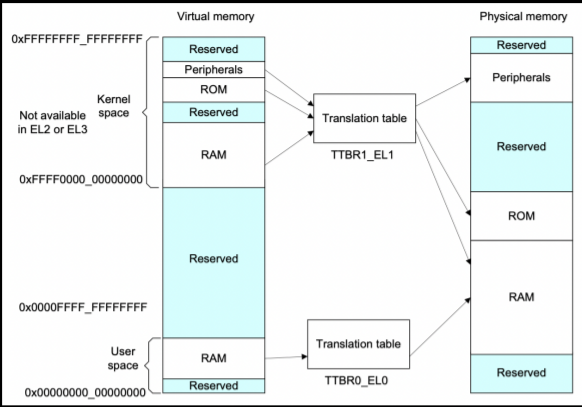 Virtual memory
Physical memory
0xFFFFFFFF_FFFFFFFF
Reserved
Peripherals
ROM
Reserved
RAM
Kernel
space
Not available
in EL2 or EL3
0xFFFF0000_00000000
Reserved
0x0000FFFF_FFFFFFFF
User
space
RAM
Reserved
0x00000000_00000000
Translation table
TTBR1_EL1
Translation table
TTBR0_EL0
Reserved
Peripherals
Reserved
ROM
RAM
Reserved